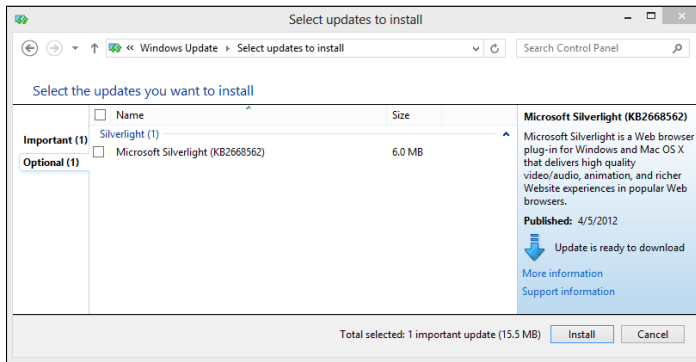 Select updates to install
« Windows Update Select updates to install
Search Control Panel
Select the updates you want to install
Name Size
Important (1)
Optional (1)
Silverlight (1)
Microsoft Silverlight (KB2668562) 6.0 MB
Microsoft Silverlight (KB2668562)
Microsoft Silverlight is a Web browser
plug-in for Windows and Mac OS X
that delivers high quality
video/audio, animation, and richer
Website experiences in popular Web
browsers.
Published: 4/5/2012
Update is ready to download
More information
Support information
Total selected: 1 important update (15.5 MB) Install Cancel